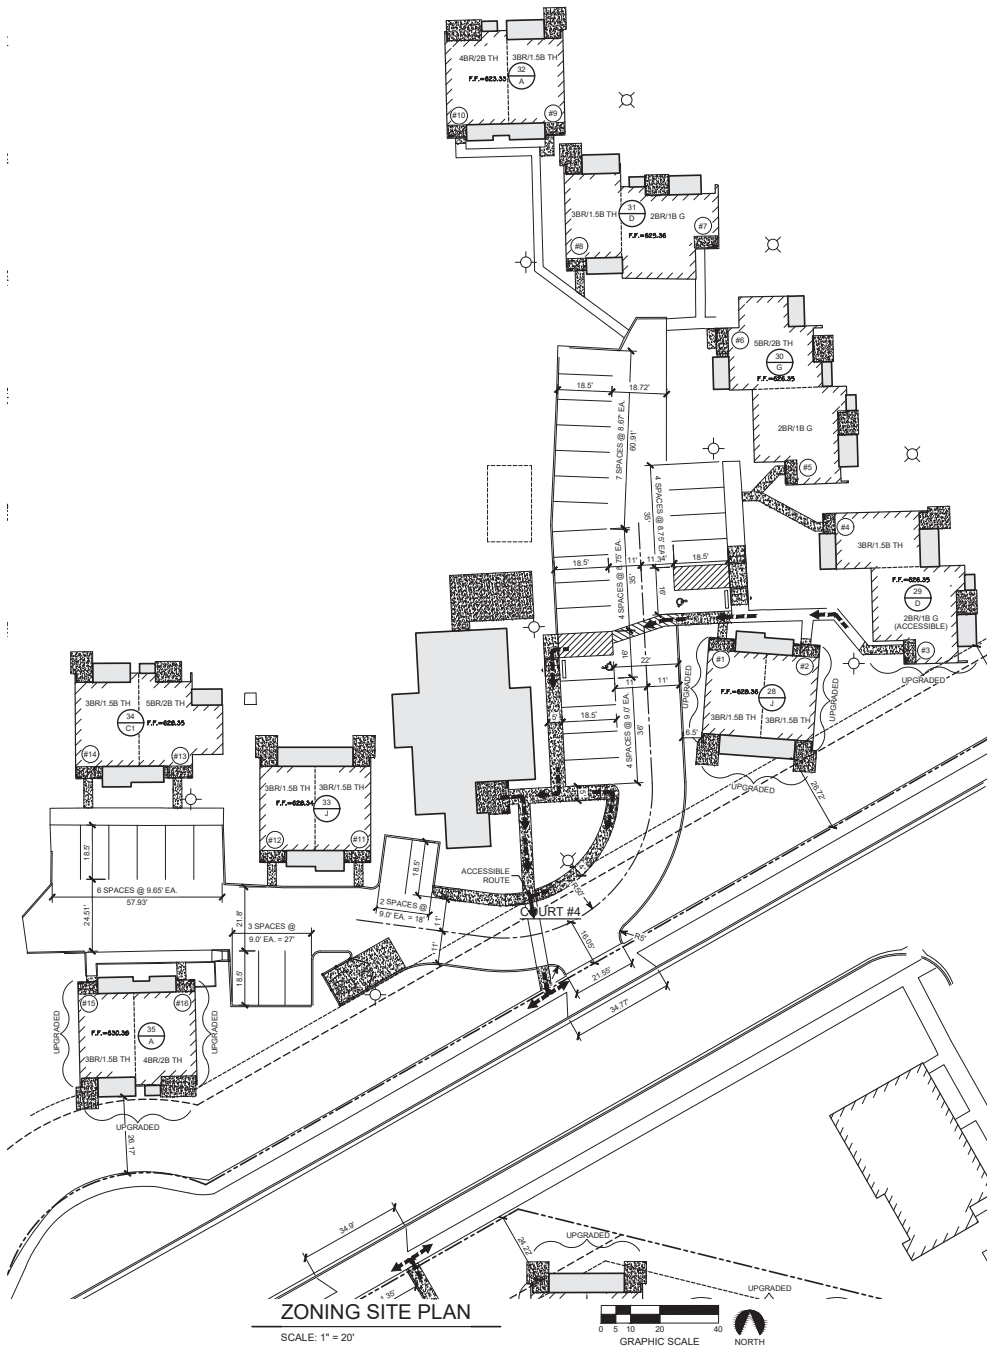 4BR/2B TH
3BR/1.5B TH
32
A
F.F.=623.33
#10
#9
3BR/1.5B TH
31
D
2BR/1B G
F.F.=625.36
#7
#8
#6
5BR/2B TH
30
G
F.F.=626.35
2BR/1B G
#5
18.5'
18.72'
7 SPACES @ 8.67' EA.
60.91'
4 SPACES @ 8.75' EA.
35'
#4
3BR/1.5B TH
F.F.=626.35
29
D
2BR/1B G
(ACCESSIBLE)
#3
UPGRADED
18.5'
11'
11.34'
18.5'
4 SPACES @ 8.75' EA.
35'
16'
16'
22'
11'
11'
5'
18.5'
4 SPACES @ 9.0' EA.
36'
6.5'
#1
#2
28
J
F.F.=626.36
3BR/1.5B TH
3BR/1.5B TH
UPGRADED
UPGRADED
UPGRADED
26.72'
3BR/1.5B TH
5BR/2B TH
34
C1
F.F.=626.35
#14
#13
3BR/1.5B TH
3BR/1.5B TH
F.F.=626.34
33
J
#12
#11
18.5'
6 SPACES @ 9.65' EA.
57.93'
24.51'
21.8'
3 SPACES @
9.0' EA. = 27'
18.5'
18.5'
2 SPACES @
9.0' EA. = 18'
11'
11'
ACCESSIBLE
ROUTE
COURT #4
R5'
16.05'
21.55'
34.77'
#15
#16
F.F.=630.36
35
A
3BR/1.5B TH
4BR/2B TH
UPGRADED
UPGRADED
UPGRADED
26.17'
34.9'
24.22'
UPGRADED
UPGRADED
1.35'
ZONING SITE PLAN
SCALE: 1" = 20'
0 5 10 20 40
GRAPHIC SCALE
NORTH